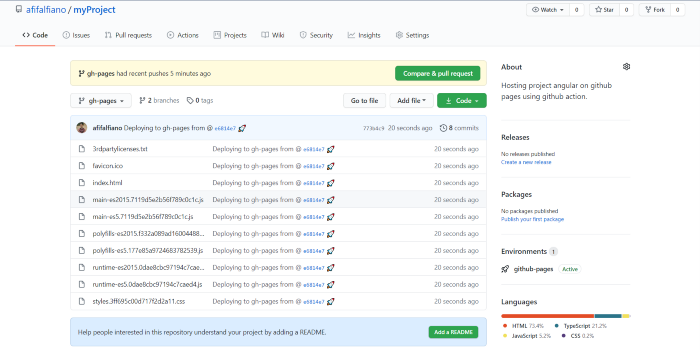 afifalfiano / myProject
Watch 0 Star 0 Fork 0
Code Issues Pull requests Actions Projects Wiki Security Insights Settings
gh-pages had recent pushes 5 minutes ago Compare & pull request
gh-pages 2 branches 0 tags Go to file Add file Code
afifalfiano Deploying to gh-pages from @ e6814e7 🚀 773b4c9 20 seconds ago 8 commits
3rdpartylicenses.txt Deploying to gh-pages from @ e6814e7 🚀 20 seconds ago
favicon.ico Deploying to gh-pages from @ e6814e7 🚀 20 seconds ago
index.html Deploying to gh-pages from @ e6814e7 🚀 20 seconds ago
main-es2015.7119d5e2b56f789c0c1c.js Deploying to gh-pages from @ e6814e7 🚀 20 seconds ago
main-es5.7119d5e2b56f789c0c1c.js Deploying to gh-pages from @ e6814e7 🚀 20 seconds ago
polyfills-es2015.f332a089ad16004488... Deploying to gh-pages from @ e6814e7 🚀 20 seconds ago
polyfills-es5.177e85a9724683782539.js Deploying to gh-pages from @ e6814e7 🚀 20 seconds ago
runtime-es2015.0dae8cbc97194c7cae... Deploying to gh-pages from @ e6814e7 🚀 20 seconds ago
runtime-es5.0dae8cbc97194c7caed4.js Deploying to gh-pages from @ e6814e7 🚀 20 seconds ago
styles.3ff695c00d717f2d2a11.css Deploying to gh-pages from @ e6814e7 🚀 20 seconds ago
Help people interested in this repository understand your project by adding a README. Add a README
About
Hosting project angular on github
pages using github action.
Releases
No releases published
Create a new release
Packages
No packages published
Publish your first package
Environments 1
github-pages Active
Languages
HTML 73.4% TypeScript 21.2%
JavaScript 5.2% CSS 0.2%